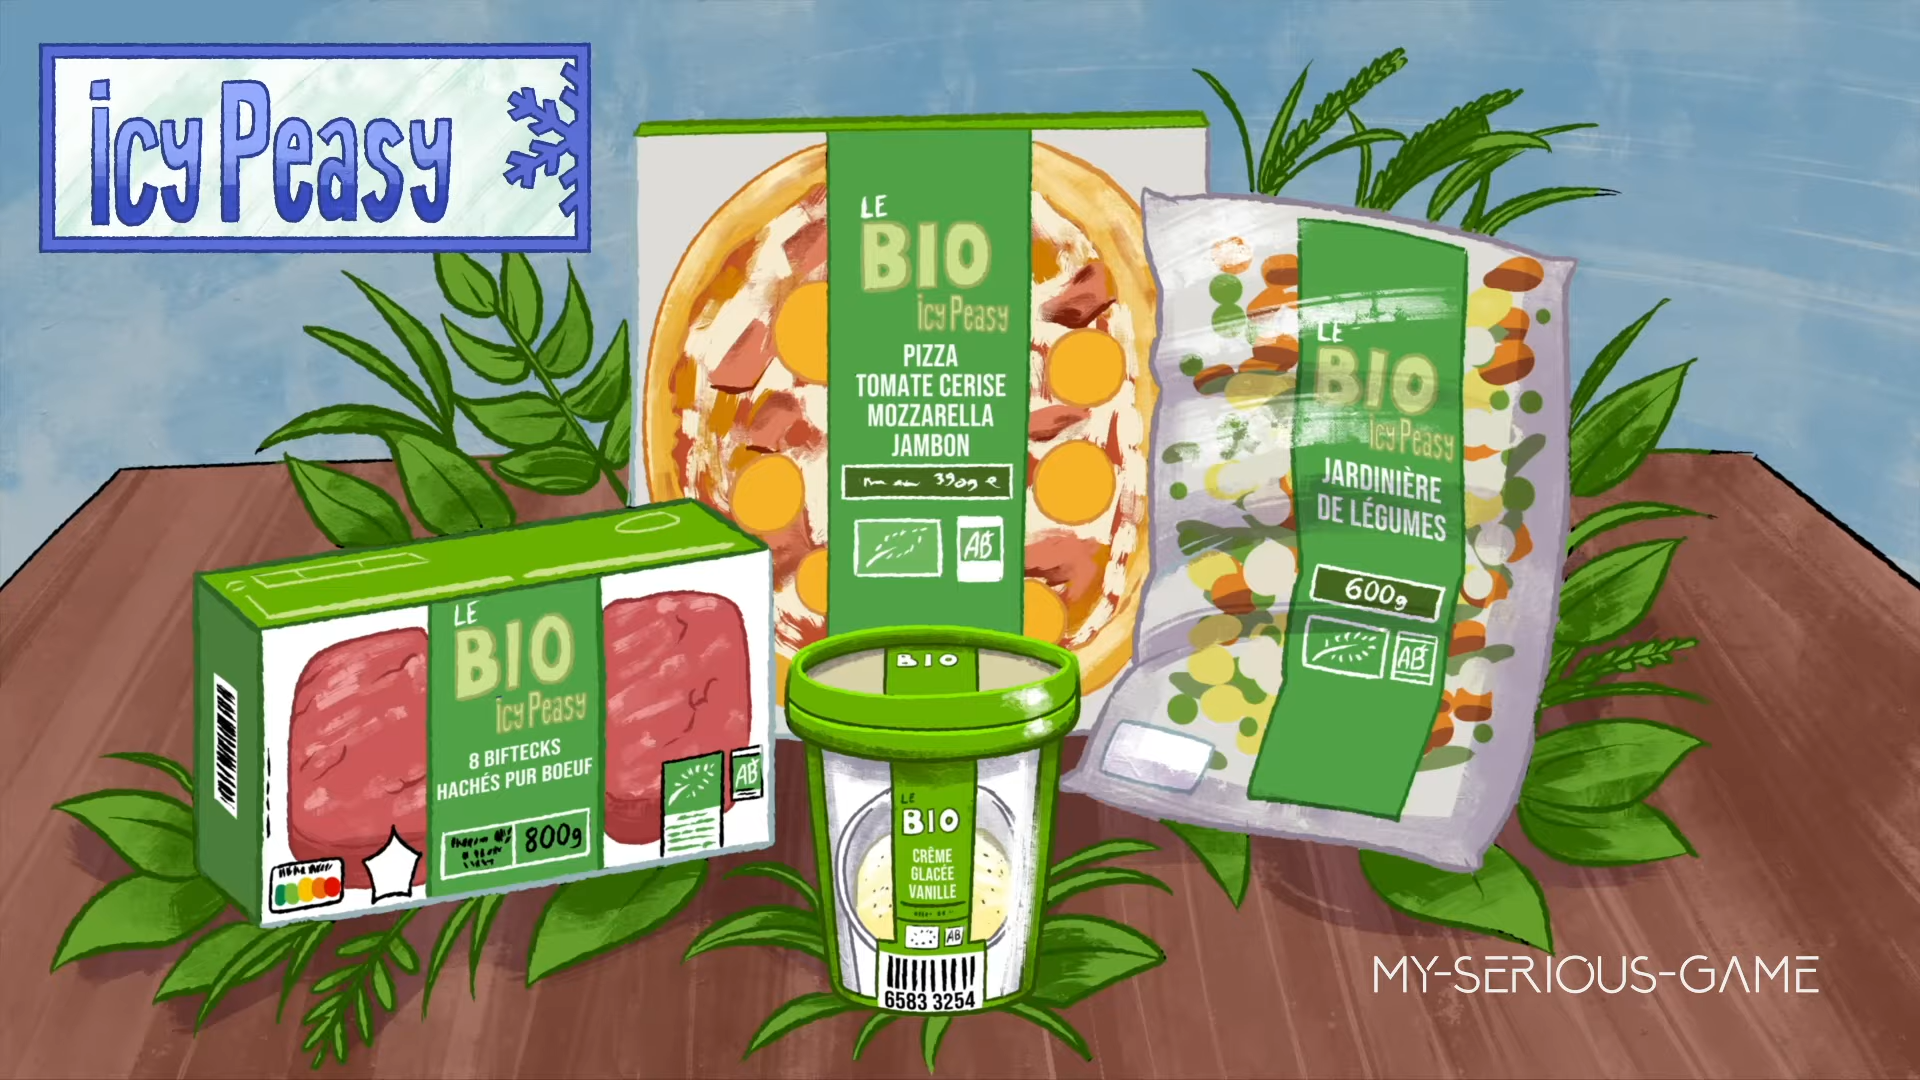 icy Peasy
LE
BIO
icy Peasy
PIZZA
TOMATE CERISE
MOZZARELLA
JAMBON
390g e
AB
LE
BIO
icy Peasy
JARDINIÈRE
DE LÉGUMES
600g
AB
LE
BIO
icy Peasy
8 BIFTECKS
HACHÉS PUR BOEUF
800g
AB
BIO
LE
BIO
CRÈME
GLACÉE
VANILLE
AB
6583 3254
MY-SERIOUS-GAME